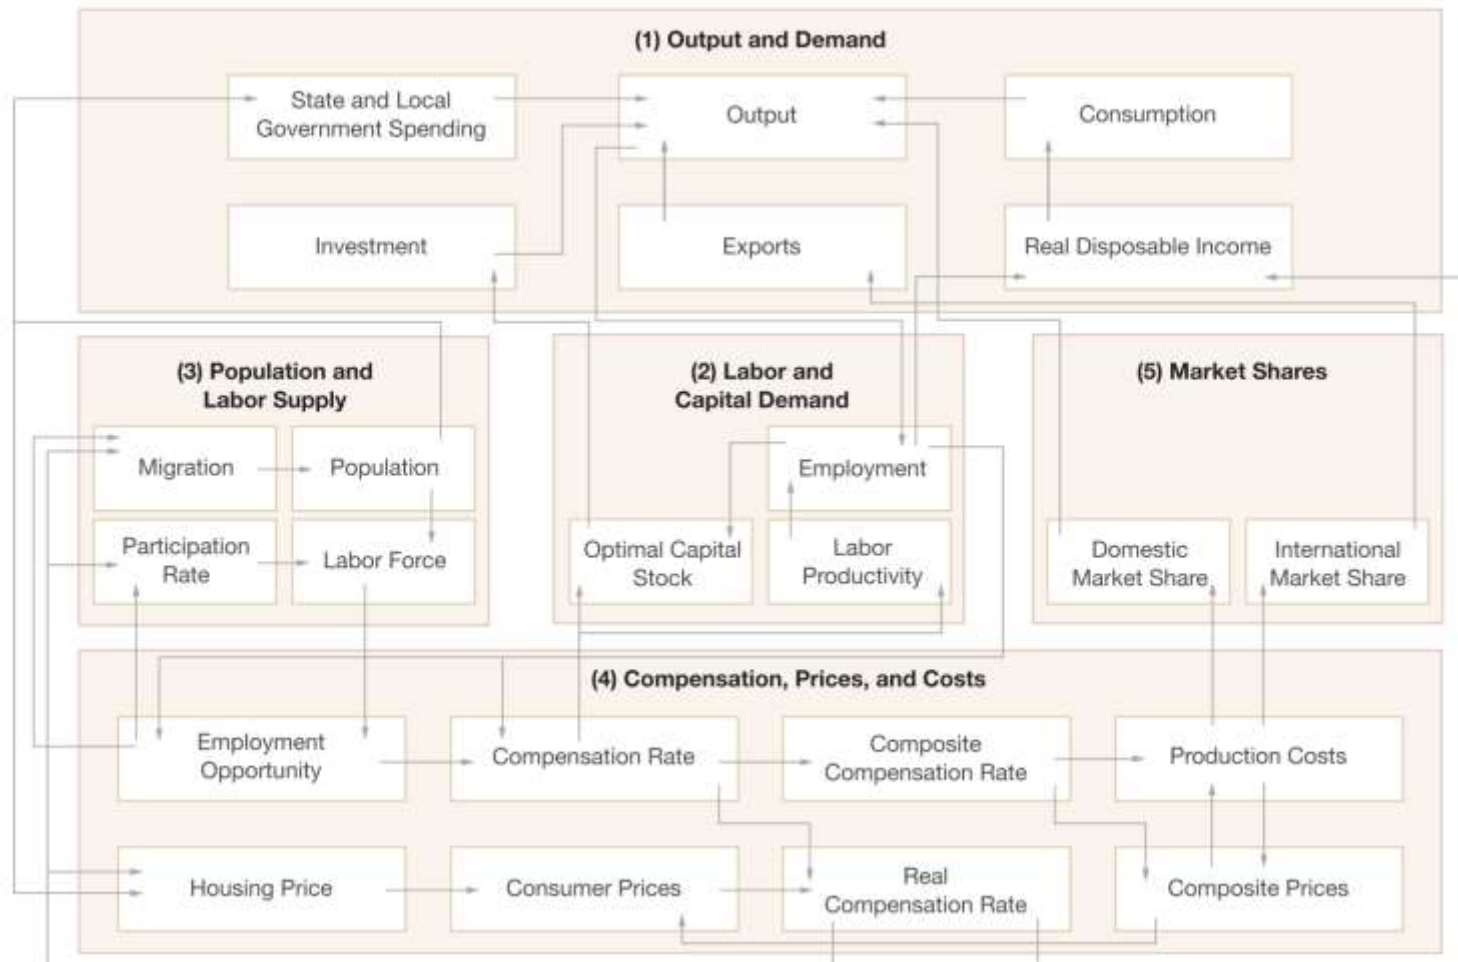 (1) Output and Demand
State and Local
Government Spending
Output
Consumption
Investment
Exports
Real Disposable Income
(3) Population and
Labor Supply
Migration
Population
Participation
Rate
Labor Force
(2) Labor and
Capital Demand
Employment
Optimal Capital
Stock
Labor
Productivity
(5) Market Shares
Domestic
Market Share
International
Market Share
(4) Compensation, Prices, and Costs
Employment
Opportunity
Compensation Rate
Composite
Compensation Rate
Production Costs
Housing Price
Consumer Prices
Real
Compensation Rate
Composite Prices